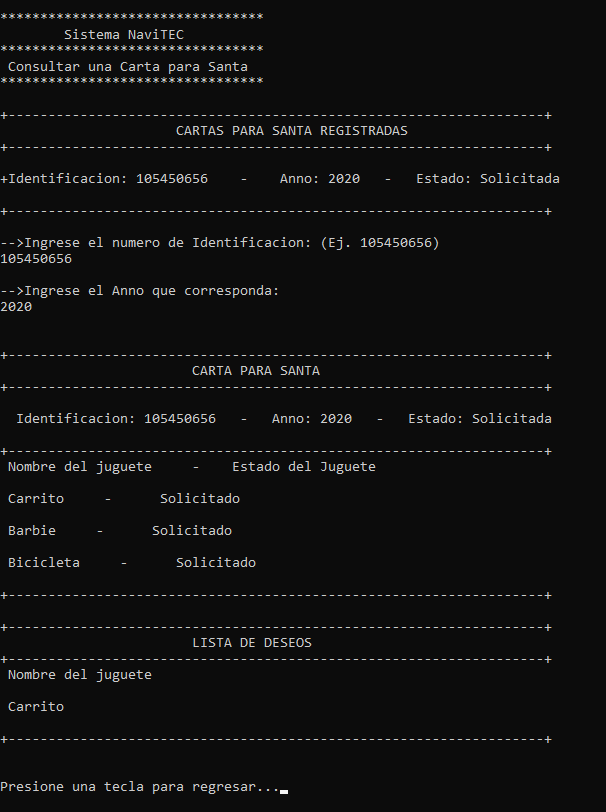 *********************************
Sistema NaviTEC
*********************************
Consultar una Carta para Santa
*********************************
+-------------------------------------------------------------------+
CARTAS PARA SANTA REGISTRADAS
+-------------------------------------------------------------------+
+Identificacion: 105450656    -    Anno: 2020   -   Estado: Solicitada
+-------------------------------------------------------------------+
-->Ingrese el numero de Identificacion: (Ej. 105450656)
105450656
-->Ingrese el Anno que corresponda:
2020
+-------------------------------------------------------------------+
CARTA PARA SANTA
+-------------------------------------------------------------------+
Identificacion: 105450656   -   Anno: 2020   -   Estado: Solicitada
+-------------------------------------------------------------------+
Nombre del juguete     -    Estado del Juguete
Carrito     -      Solicitado
Barbie     -      Solicitado
Bicicleta     -      Solicitado
+-------------------------------------------------------------------+
+-------------------------------------------------------------------+
LISTA DE DESEOS
+-------------------------------------------------------------------+
Nombre del juguete
Carrito
+-------------------------------------------------------------------+
Presione una tecla para regresar..._